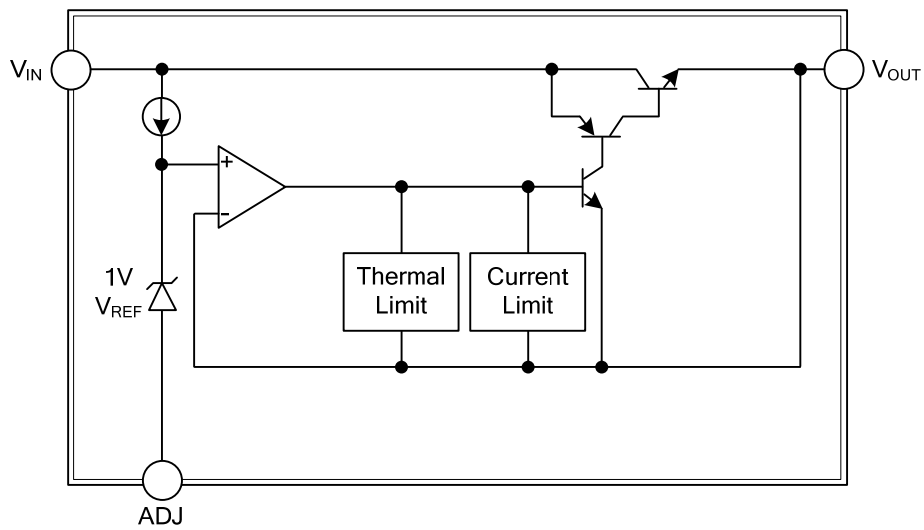 VIN
VOUT
+
-
1V
VREF
Thermal
Limit
Current
Limit
ADJ